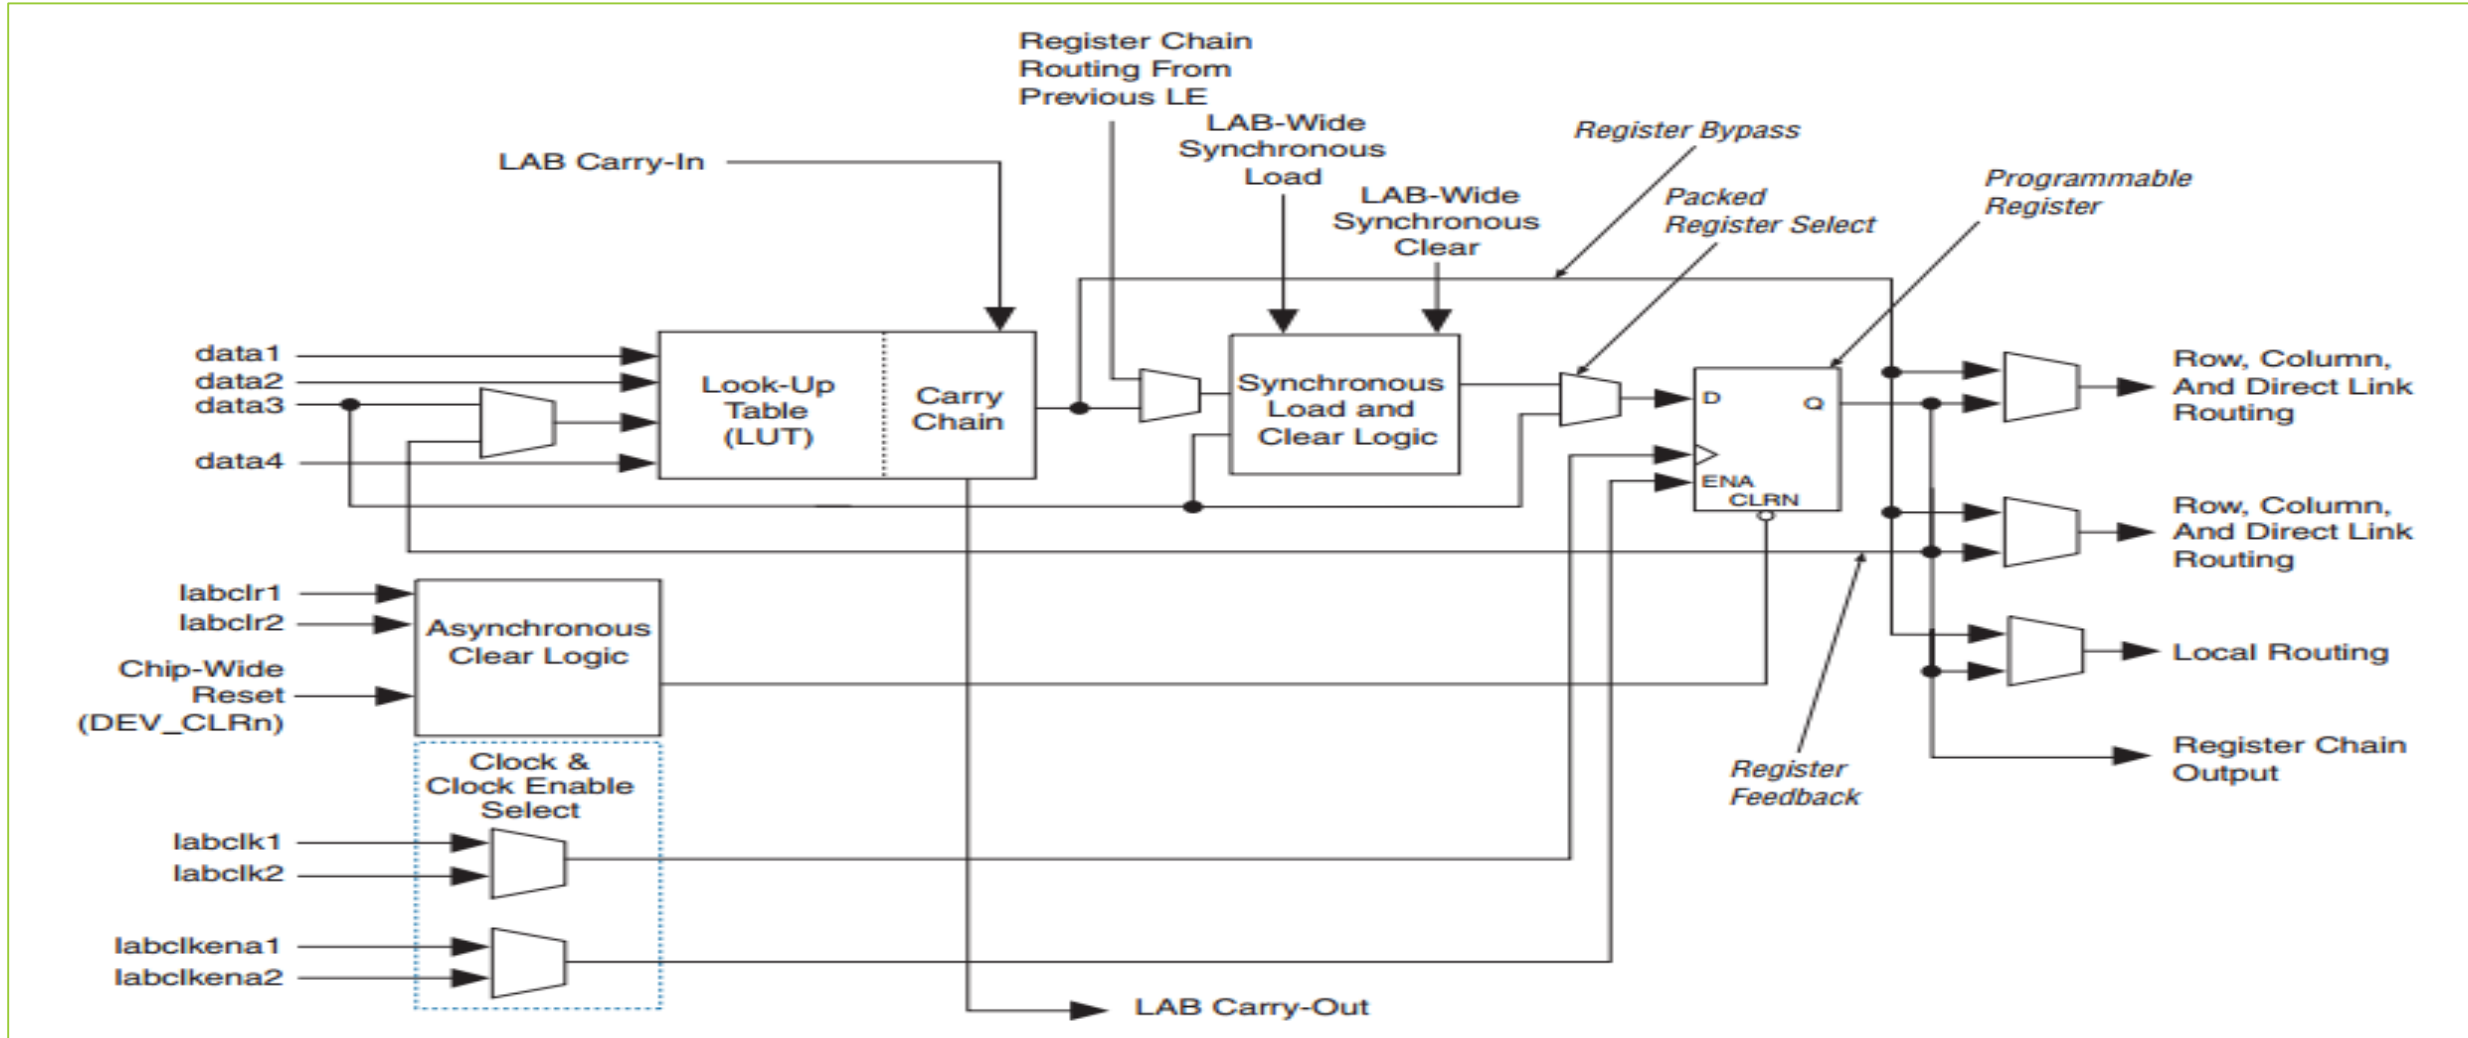 Register Chain
Routing From
Previous LE
LAB-Wide
Synchronous
Load
LAB-Wide
Synchronous
Clear
Register Bypass
Packed
Register Select
Programmable
Register
LAB Carry-In
data1
data2
data3
data4
Look-Up
Table
(LUT)
Carry
Chain
Synchronous
Load and
Clear Logic
D
Q
ENA
CLRN
Row, Column,
And Direct Link
Routing
Row, Column,
And Direct Link
Routing
Local Routing
Register Chain
Output
Register
Feedback
labclr1
labclr2
Chip-Wide
Reset
(DEV_CLRn)
Asynchronous
Clear Logic
Clock &
Clock Enable
Select
labclk1
labclk2
labclkena1
labclkena2
LAB Carry-Out